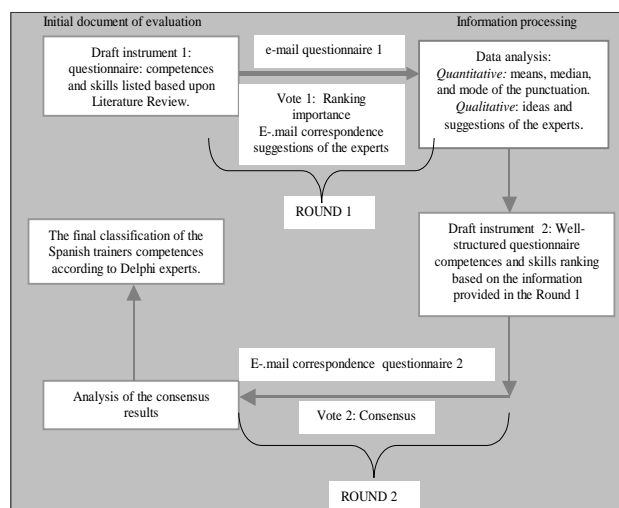 Initial document of evaluation
Information processing
Draft instrument 1:
questionnaire: competences
and skills listed based upon
Literature Review.
e-mail questionnaire 1
Vote 1: Ranking
importance
E-.mail correspondence
suggestions of the experts
Data analysis:
Quantitative: means, median,
and mode of the punctuation.
Qualitative: ideas and
suggestions of the experts.
ROUND 1
The final classification of the
Spanish trainers competences
according to Delphi experts.
Draft instrument 2: Well-
structured questionnaire
competences and skills ranking
based on the information
provided in the Round 1
E-.mail correspondence questionnaire 2
Analysis of the consensus
results
Vote 2: Consensus
ROUND 2